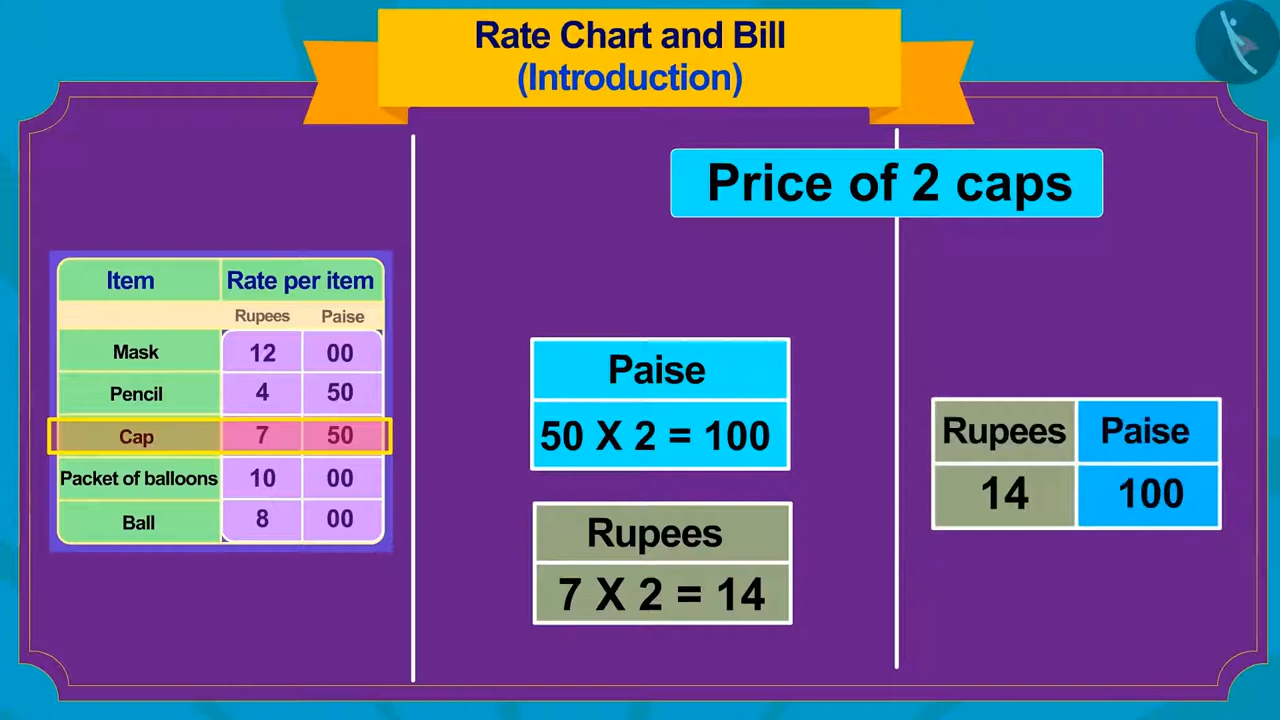 Rate Chart and Bill
(Introduction)
Price of 2 caps
Item Rate per item
Rupees Paise
Mask 12 00
Pencil 4 50
Cap 7 50
Packet of balloons 10 00
Ball 8 00
Paise
50 X 2 = 100
Rupees
7 X 2 = 14
Rupees Paise
14 100